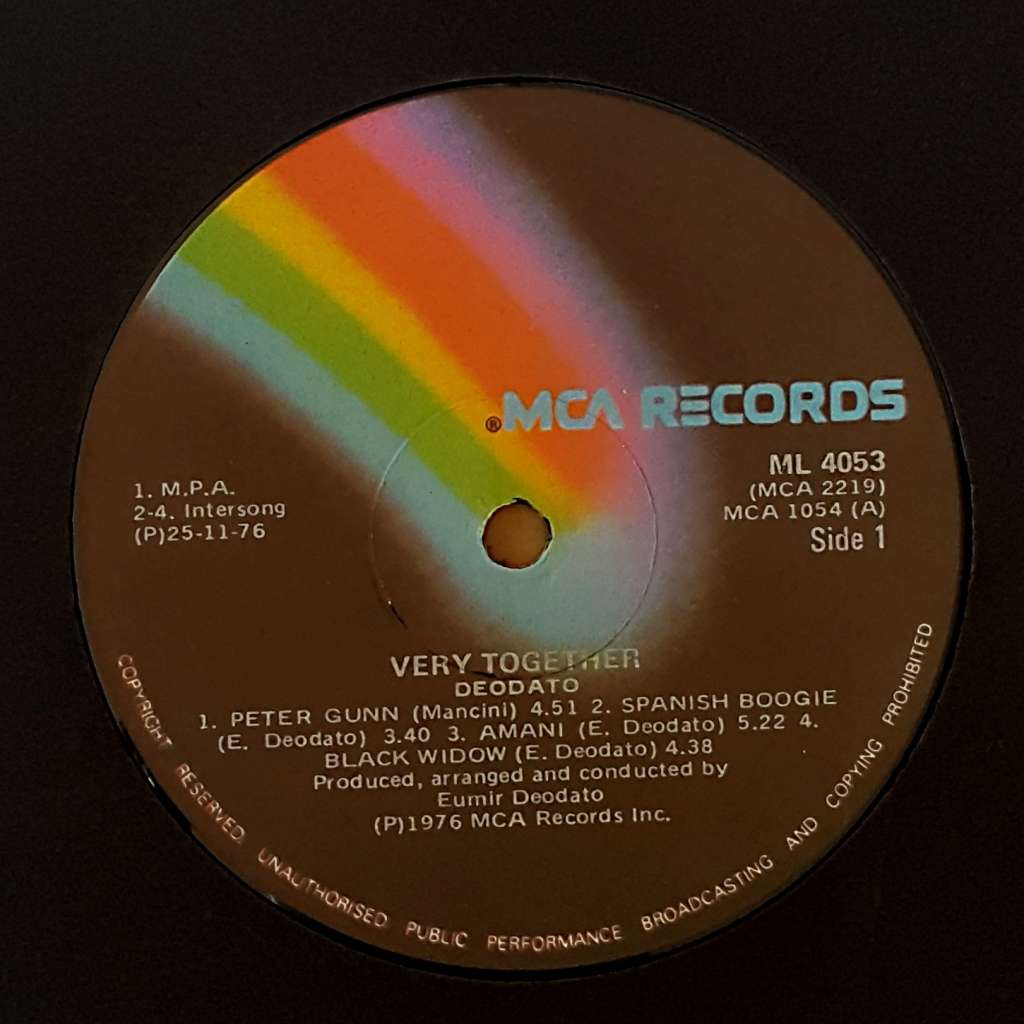 ® MCA RECORDS
ML 4053
(MCA 2219)
MCA 1054 (A)
Side 1
1. M.P.A.
2-4. Intersong
(P)25-11-76
VERY TOGETHER
DEODATO
1. PETER GUNN (Mancini) 4.51 2. SPANISH BOOGIE
(E. Deodato) 3.40 3. AMANI (E. Deodato) 5.22 4.
BLACK WIDOW (E. Deodato) 4.38
Produced, arranged and conducted by
Eumir Deodato
(P)1976 MCA Records Inc.
COPYRIGHT RESERVED. UNAUTHORISED PUBLIC PERFORMANCE BROADCASTING AND COPYING PROHIBITED